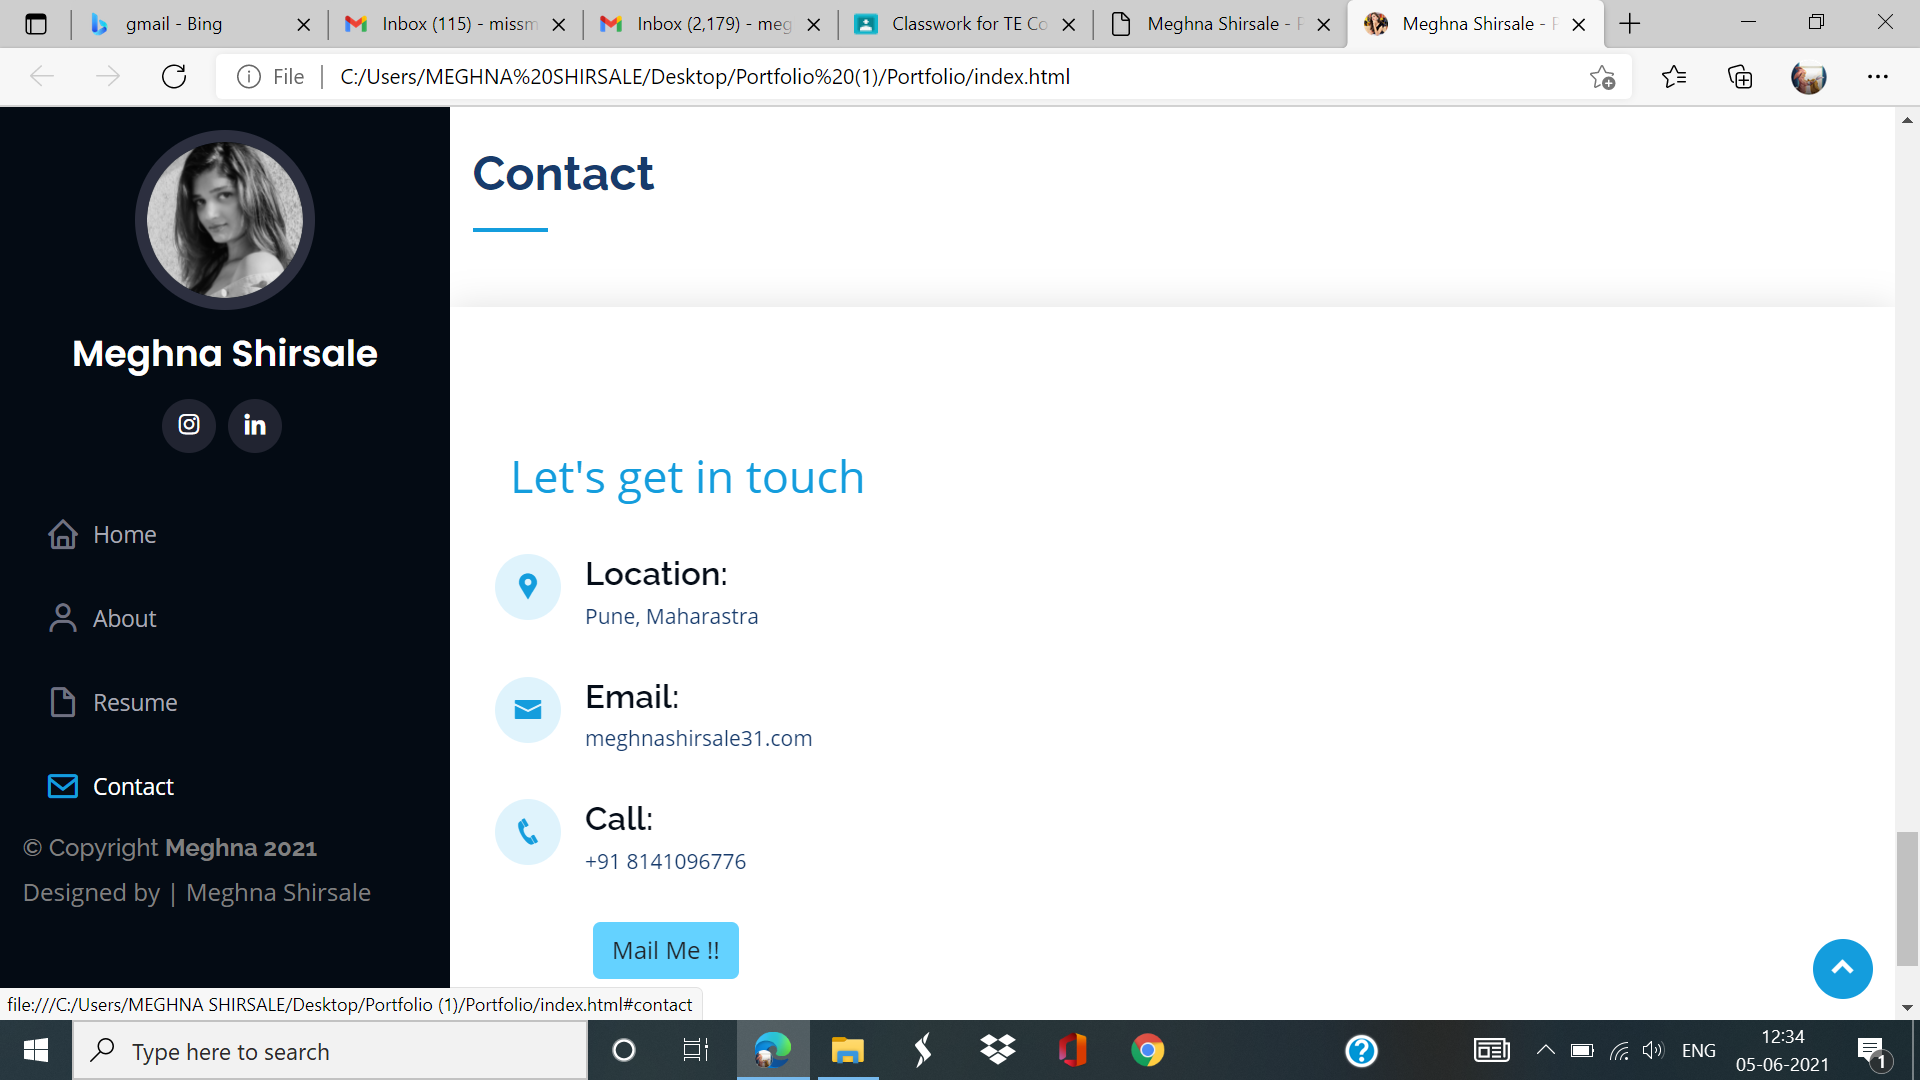 gmail - Bing
Inbox (115) - missm
Inbox (2,179) - meg
Classwork for TE Co
Meghna Shirsale - P
Meghna Shirsale - P
File
C:/Users/MEGHNA%20SHIRSALE/Desktop/Portfolio%20(1)/Portfolio/index.html
Meghna Shirsale
Home
About
Resume
Contact
© Copyright Meghna 2021
Designed by | Meghna Shirsale
Contact
Let's get in touch
Location:
Pune, Maharastra
Email:
meghnashirsale31.com
Call:
+91 8141096776
Mail Me !!
file:///C:/Users/MEGHNA SHIRSALE/Desktop/Portfolio (1)/Portfolio/index.html#contact
Type here to search
ENG
12:34
05-06-2021
1